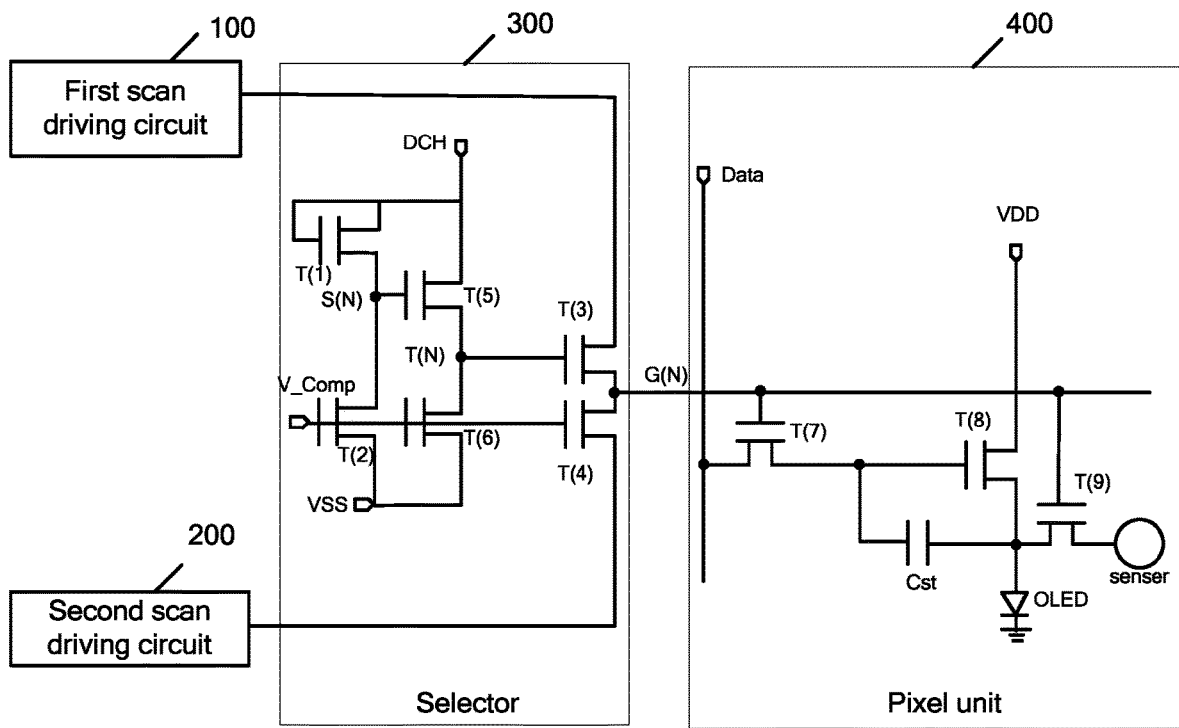 100
300
400
First scan
driving circuit
DCH
Data
VDD
T(1)
S(N)
T(5)
T(3)
T(N)
G(N)
V_Comp
T(2)
T(6)
T(4)
T(7)
T(8)
T(9)
VSS
200
Cst
senser
OLED
Second scan
driving circuit
Selector
Pixel unit